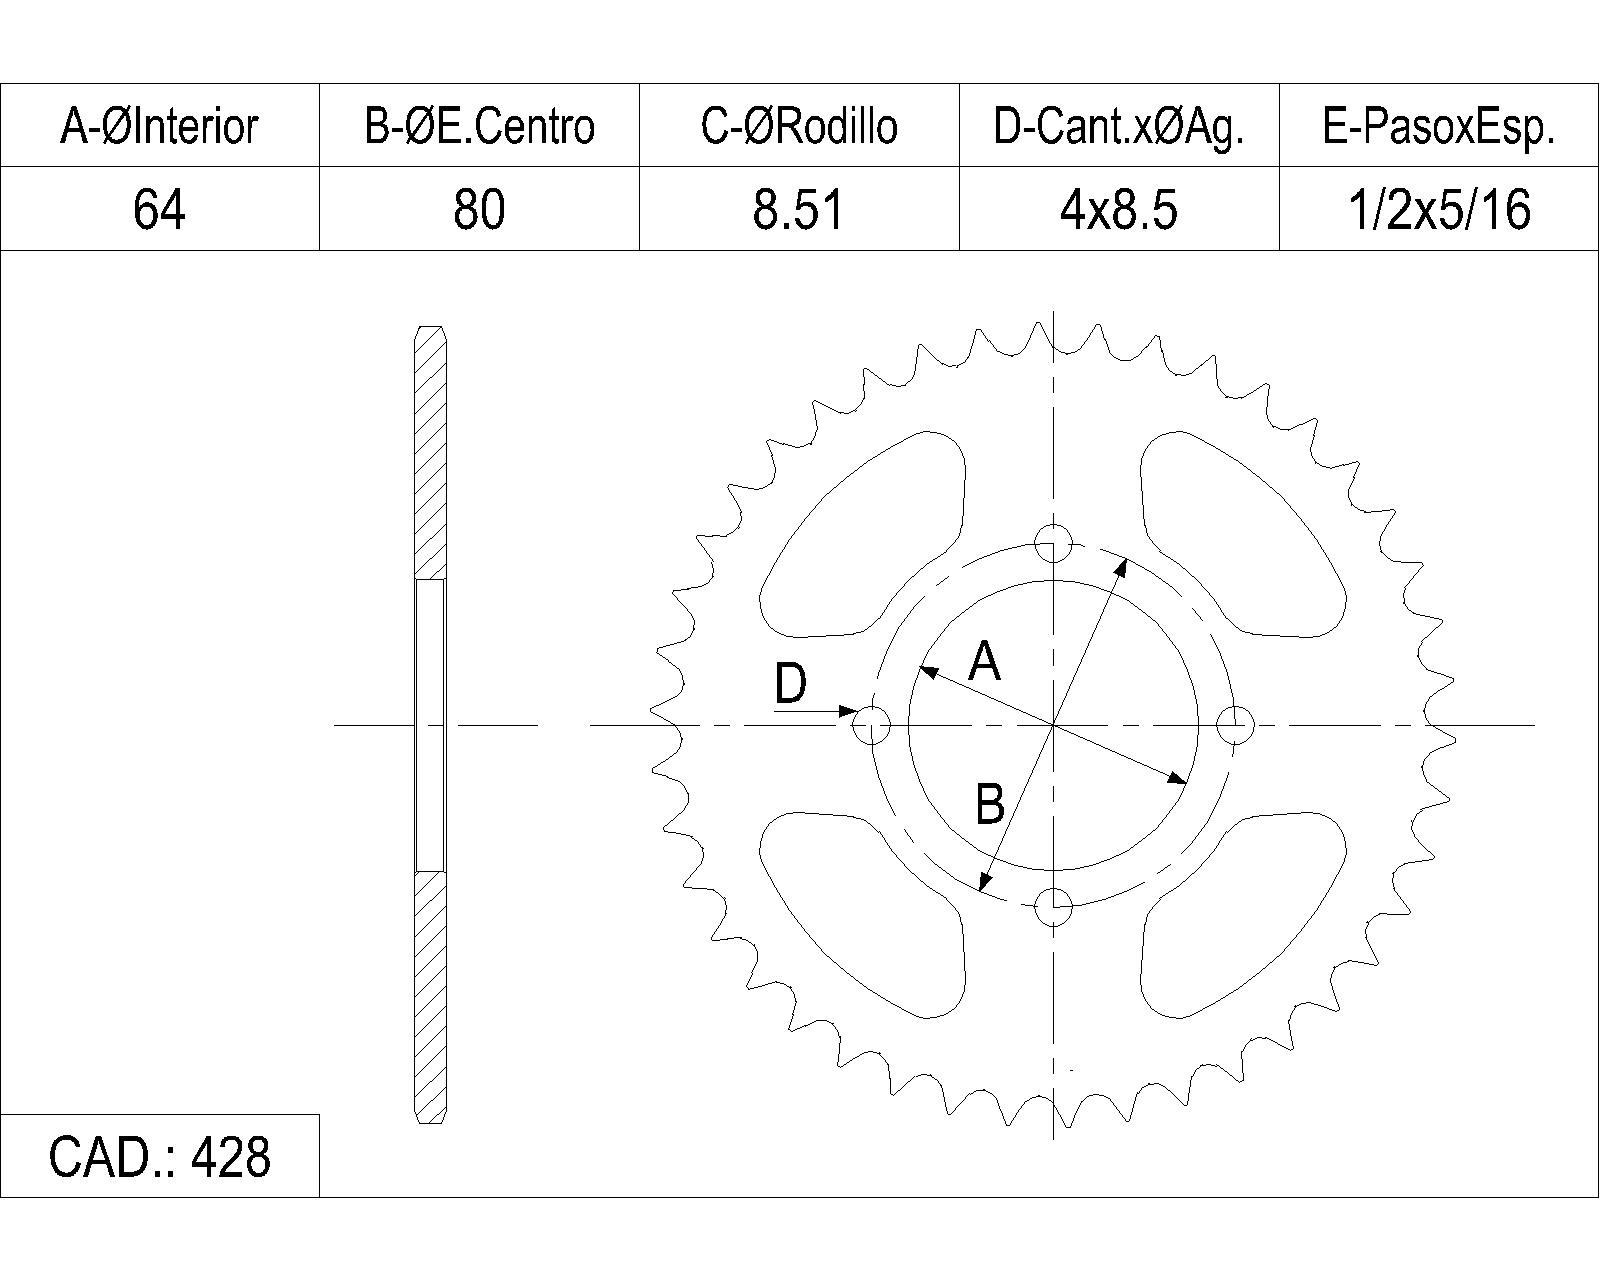 A-ØInterior B-ØE.Centro C-ØRodillo D-Cant.xØAg. E-PasoxEsp.
64 80 8.51 4x8.5 1/2x5/16
A
D
B
CAD.: 428